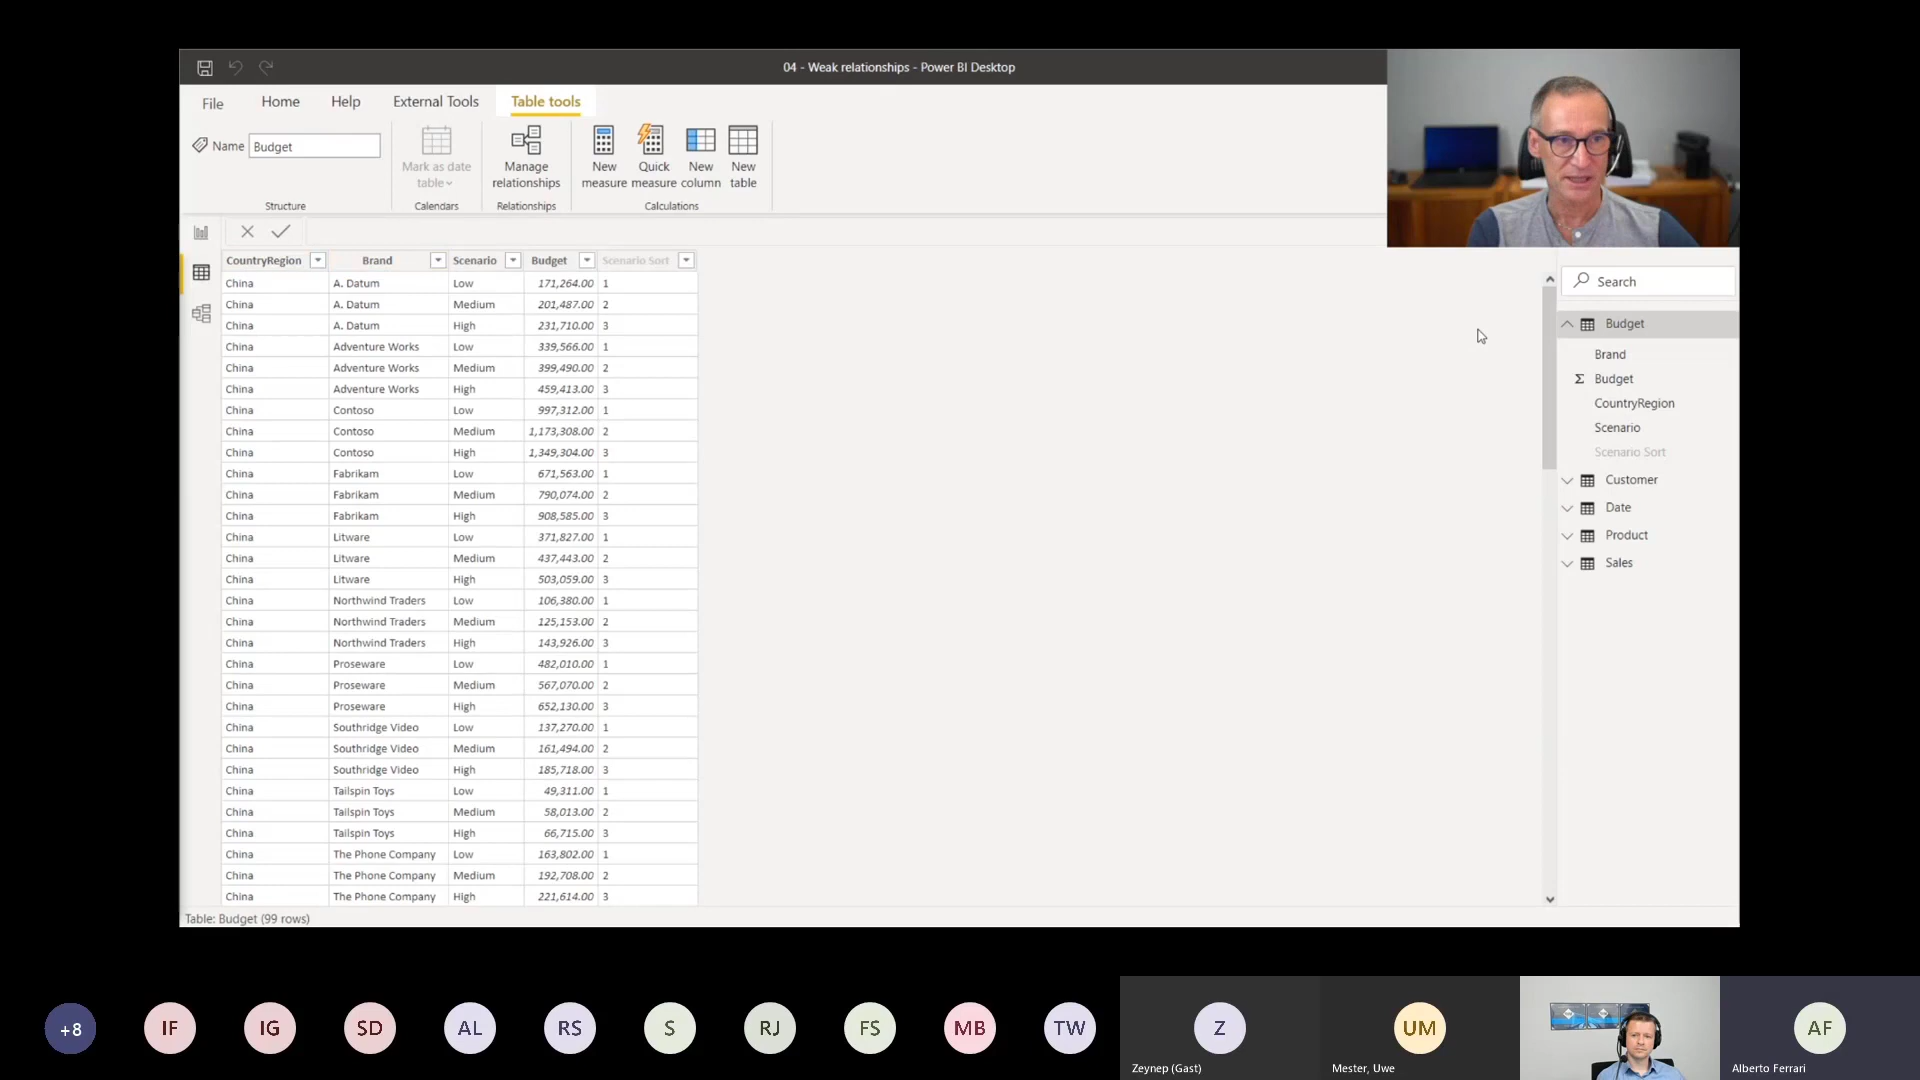 04 - Weak relationships - Power BI Desktop
File Home Help External Tools Table tools
Name Budget
Mark as date table
Manage relationships
New measure
Quick measure
New column
New table
Structure Calendars Relationships Calculations
CountryRegion Brand Scenario Budget Scenario Sort
China A. Datum Low 171,264.00 1
China A. Datum Medium 201,487.00 2
China A. Datum High 231,710.00 3
China Adventure Works Low 339,566.00 1
China Adventure Works Medium 399,490.00 2
China Adventure Works High 459,413.00 3
China Contoso Low 997,312.00 1
China Contoso Medium 1,173,308.00 2
China Contoso High 1,349,304.00 3
China Fabrikam Low 671,563.00 1
China Fabrikam Medium 790,074.00 2
China Fabrikam High 908,585.00 3
China Litware Low 371,827.00 1
China Litware Medium 437,443.00 2
China Litware High 503,059.00 3
China Northwind Traders Low 106,380.00 1
China Northwind Traders Medium 125,153.00 2
China Northwind Traders High 143,926.00 3
China Proseware Low 482,010.00 1
China Proseware Medium 567,070.00 2
China Proseware High 652,130.00 3
China Southridge Video Low 137,270.00 1
China Southridge Video Medium 161,494.00 2
China Southridge Video High 185,718.00 3
China Tailspin Toys Low 49,311.00 1
China Tailspin Toys Medium 58,013.00 2
China Tailspin Toys High 66,715.00 3
China The Phone Company Low 163,802.00 1
China The Phone Company Medium 192,708.00 2
China The Phone Company High 221,614.00 3
Table: Budget (99 rows)
Search
Budget
Brand
Σ Budget
CountryRegion
Scenario
Scenario Sort
Customer
Date
Product
Sales
+8 IF IG SD AL RS S RJ FS MB TW Z UM AF
Zeynep (Gast) Mester, Uwe Alberto Ferrari